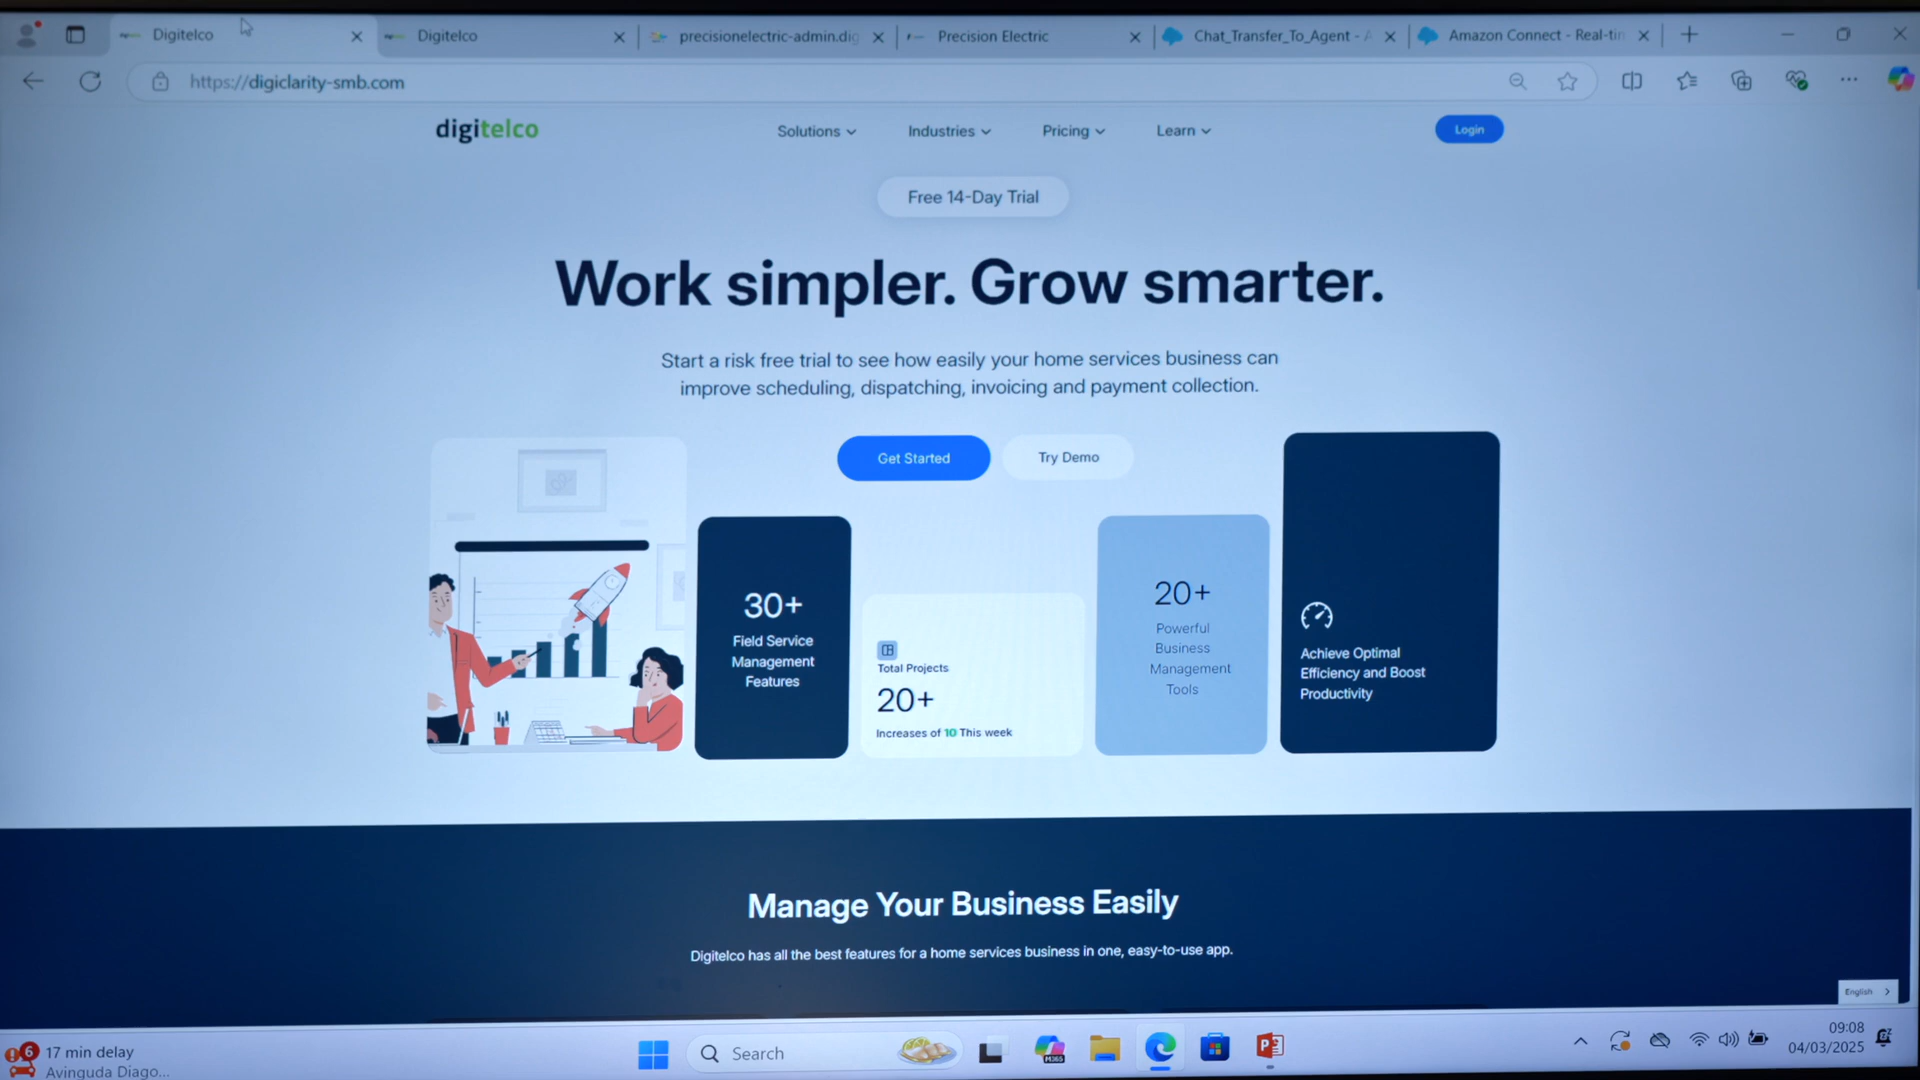 Digitelco
Digitelco
precisionelectric-admin.dig
Precision Electric
Chat_Transfer_To_Agent - A
Amazon Connect - Real-tin
https://digiclarity-smb.com
digitelco
Solutions
Industries
Pricing
Learn
Login
Free 14-Day Trial
Work simpler. Grow smarter.
Start a risk free trial to see how easily your home services business can
improve scheduling, dispatching, invoicing and payment collection.
Get Started
Try Demo
30+
Field Service
Management
Features
Total Projects
20+
Increases of 10 This week
20+
Powerful
Business
Management
Tools
Achieve Optimal
Efficiency and Boost
Productivity
Manage Your Business Easily
Digitelco has all the best features for a home services business in one, easy-to-use app.
English
6
17 min delay
Avinguda Diago...
Search
M365
09:08
04/03/2025